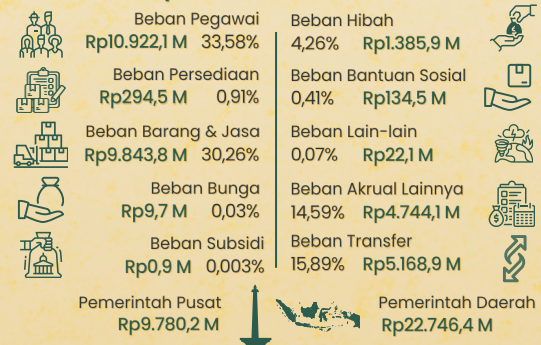 Beban Pegawai
Rp10.922,1 M 33,58%
Beban Persediaan
Rp294,5 M 0,91%
Beban Barang & Jasa
Rp9.843,8 M 30,26%
Beban Bunga
Rp9,7 M 0,03%
Beban Subsidi
Rp0,9 M 0,003%
Beban Hibah
4,26% Rp1.385,9 M
Beban Bantuan Sosial
0,41% Rp134,5 M
Beban Lain-lain
0,07% Rp22,1 M
Beban Akrual Lainnya
14,59% Rp4.744,1 M
Beban Transfer
15,89% Rp5.168,9 M
Pemerintah Pusat
Rp9.780,2 M
Pemerintah Daerah
Rp22.746,4 M